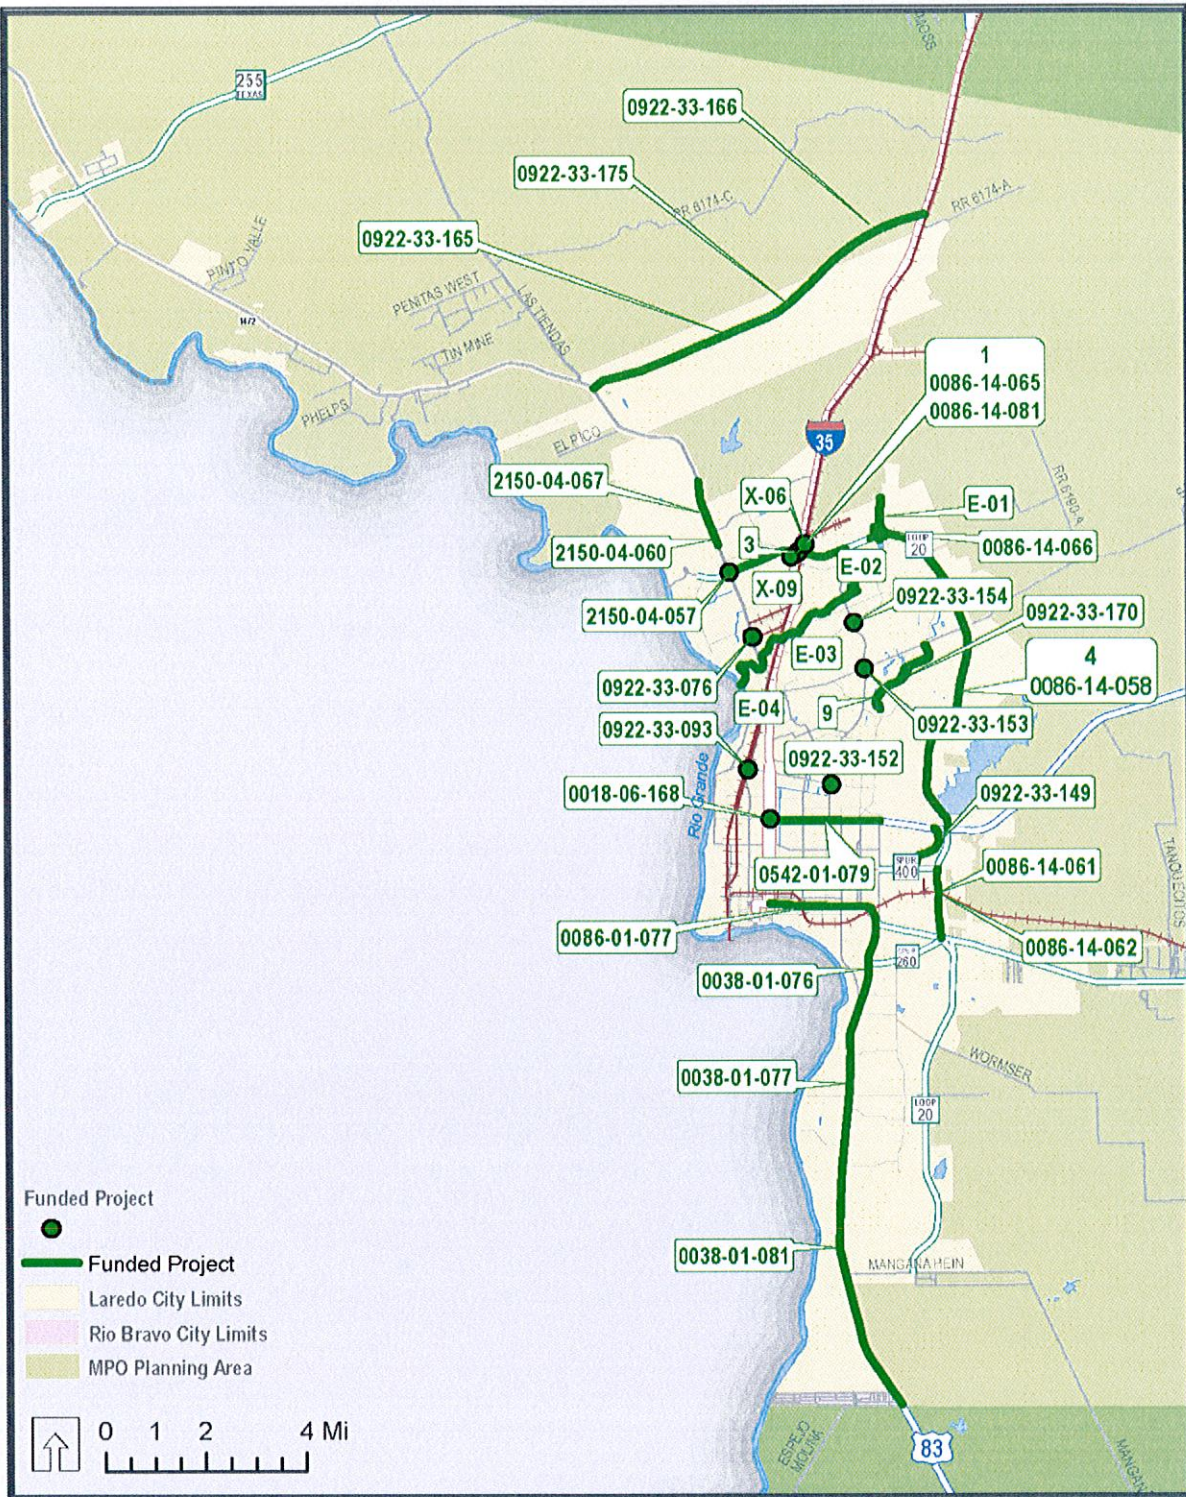 255
TEXAS
0922-33-166
0922-33-175
0922-33-165
RR 6174-C
RR 6174-A
PINTO VALLE
PENITAS WEST
LAS TIENDAS
TIN MINE
PHELPS
EL PICO
1
0086-14-065
0086-14-081
35
2150-04-067
X-06
E-01
RR 6190-A
3
LOOP
20
0086-14-066
2150-04-060
E-02
X-09
0922-33-154
2150-04-057
0922-33-170
E-03
4
0086-14-058
0922-33-076
E-04
9
0922-33-153
0922-33-093
0922-33-152
0018-06-168
Rio Grande
0922-33-149
0542-01-079
SPUR
400
0086-14-061
TANQUECITOS
0086-01-077
0086-14-062
260
0038-01-076
WORMSER
0038-01-077
LOOP
20
0038-01-081
MANGANA HEIN
Funded Project
Funded Project
Laredo City Limits
Rio Bravo City Limits
MPO Planning Area
0 1 2 4 Mi
ESPEJO
MOLINA
83